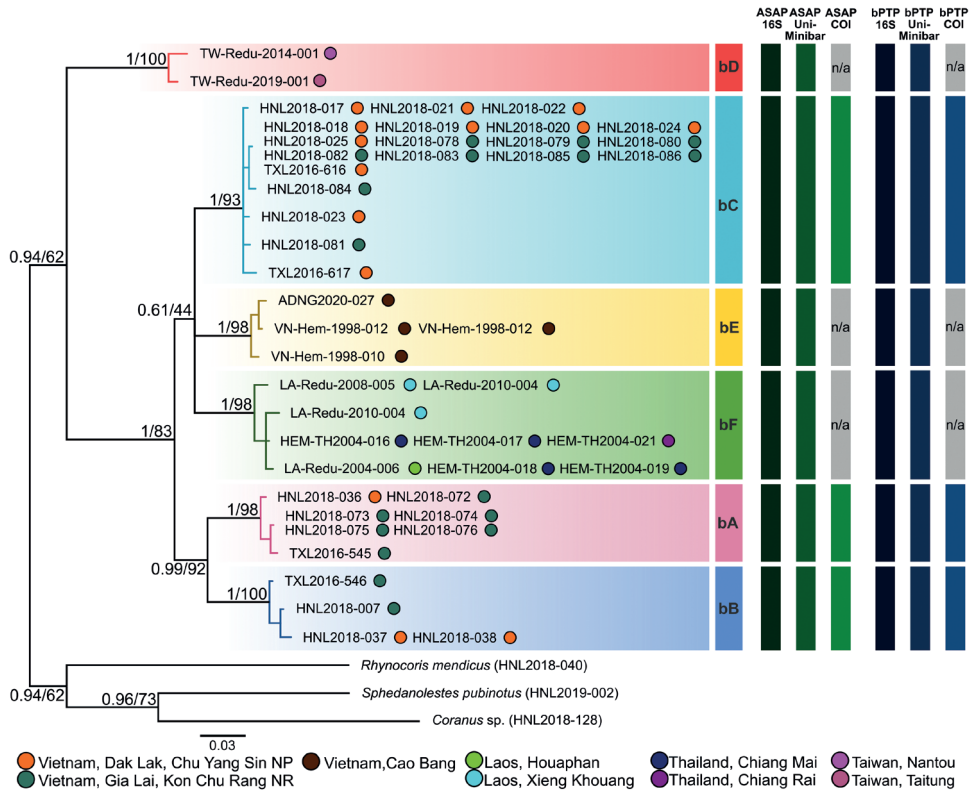 ASAP 16S
ASAP Uni-Minibar
ASAP COI
bPTP 16S
bPTP Uni-Minibar
bPTP COI
TW-Redu-2014-001
1/100
TW-Redu-2019-001
bD
n/a
n/a
HNL2018-017 HNL2018-021 HNL2018-022
HNL2018-018 HNL2018-019 HNL2018-020 HNL2018-024
HNL2018-025 HNL2018-078 HNL2018-079 HNL2018-080
HNL2018-082 HNL2018-083 HNL2018-085 HNL2018-086
TXL2016-616
HNL2018-084
1/93
bC
HNL2018-023
HNL2018-081
0.94/62
TXL2016-617
ADNG2020-027
0.61/44
1/98
VN-Hem-1998-012 VN-Hem-1998-012
bE
n/a
n/a
VN-Hem-1998-010
LA-Redu-2008-005 LA-Redu-2010-004
1/98
LA-Redu-2010-004
bF
n/a
n/a
1/83
HEM-TH2004-016 HEM-TH2004-017 HEM-TH2004-021
LA-Redu-2004-006 HEM-TH2004-018 HEM-TH2004-019
HNL2018-036 HNL2018-072
1/98
HNL2018-073 HNL2018-074
bA
HNL2018-075 HNL2018-076
TXL2016-545
0.99/92
TXL2016-546
1/100
HNL2018-007
bB
HNL2018-037 HNL2018-038
Rhynocoris mendicus (HNL2018-040)
0.94/62
0.96/73
Sphedanolestes pubinotus (HNL2019-002)
Coranus sp. (HNL2018-128)
0.03
Vietnam, Dak Lak, Chu Yang Sin NP
Vietnam, Gia Lai, Kon Chu Rang NR
Vietnam,Cao Bang
Laos, Houaphan
Laos, Xieng Khouang
Thailand, Chiang Mai
Thailand, Chiang Rai
Taiwan, Nantou
Taiwan, Taitung